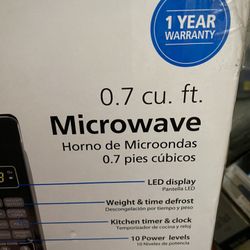 1 YEAR
WARRANTY
0.7 cu. ft.
Microwave
Horno de Microondas
0.7 pies cúbicos
LED display
Pantalla LED
Weight & time defrost
Descongelación por tiempo y peso
Kitchen timer & clock
Temporizador de cocina y reloj
10 Power levels
10 Niveles de potencia